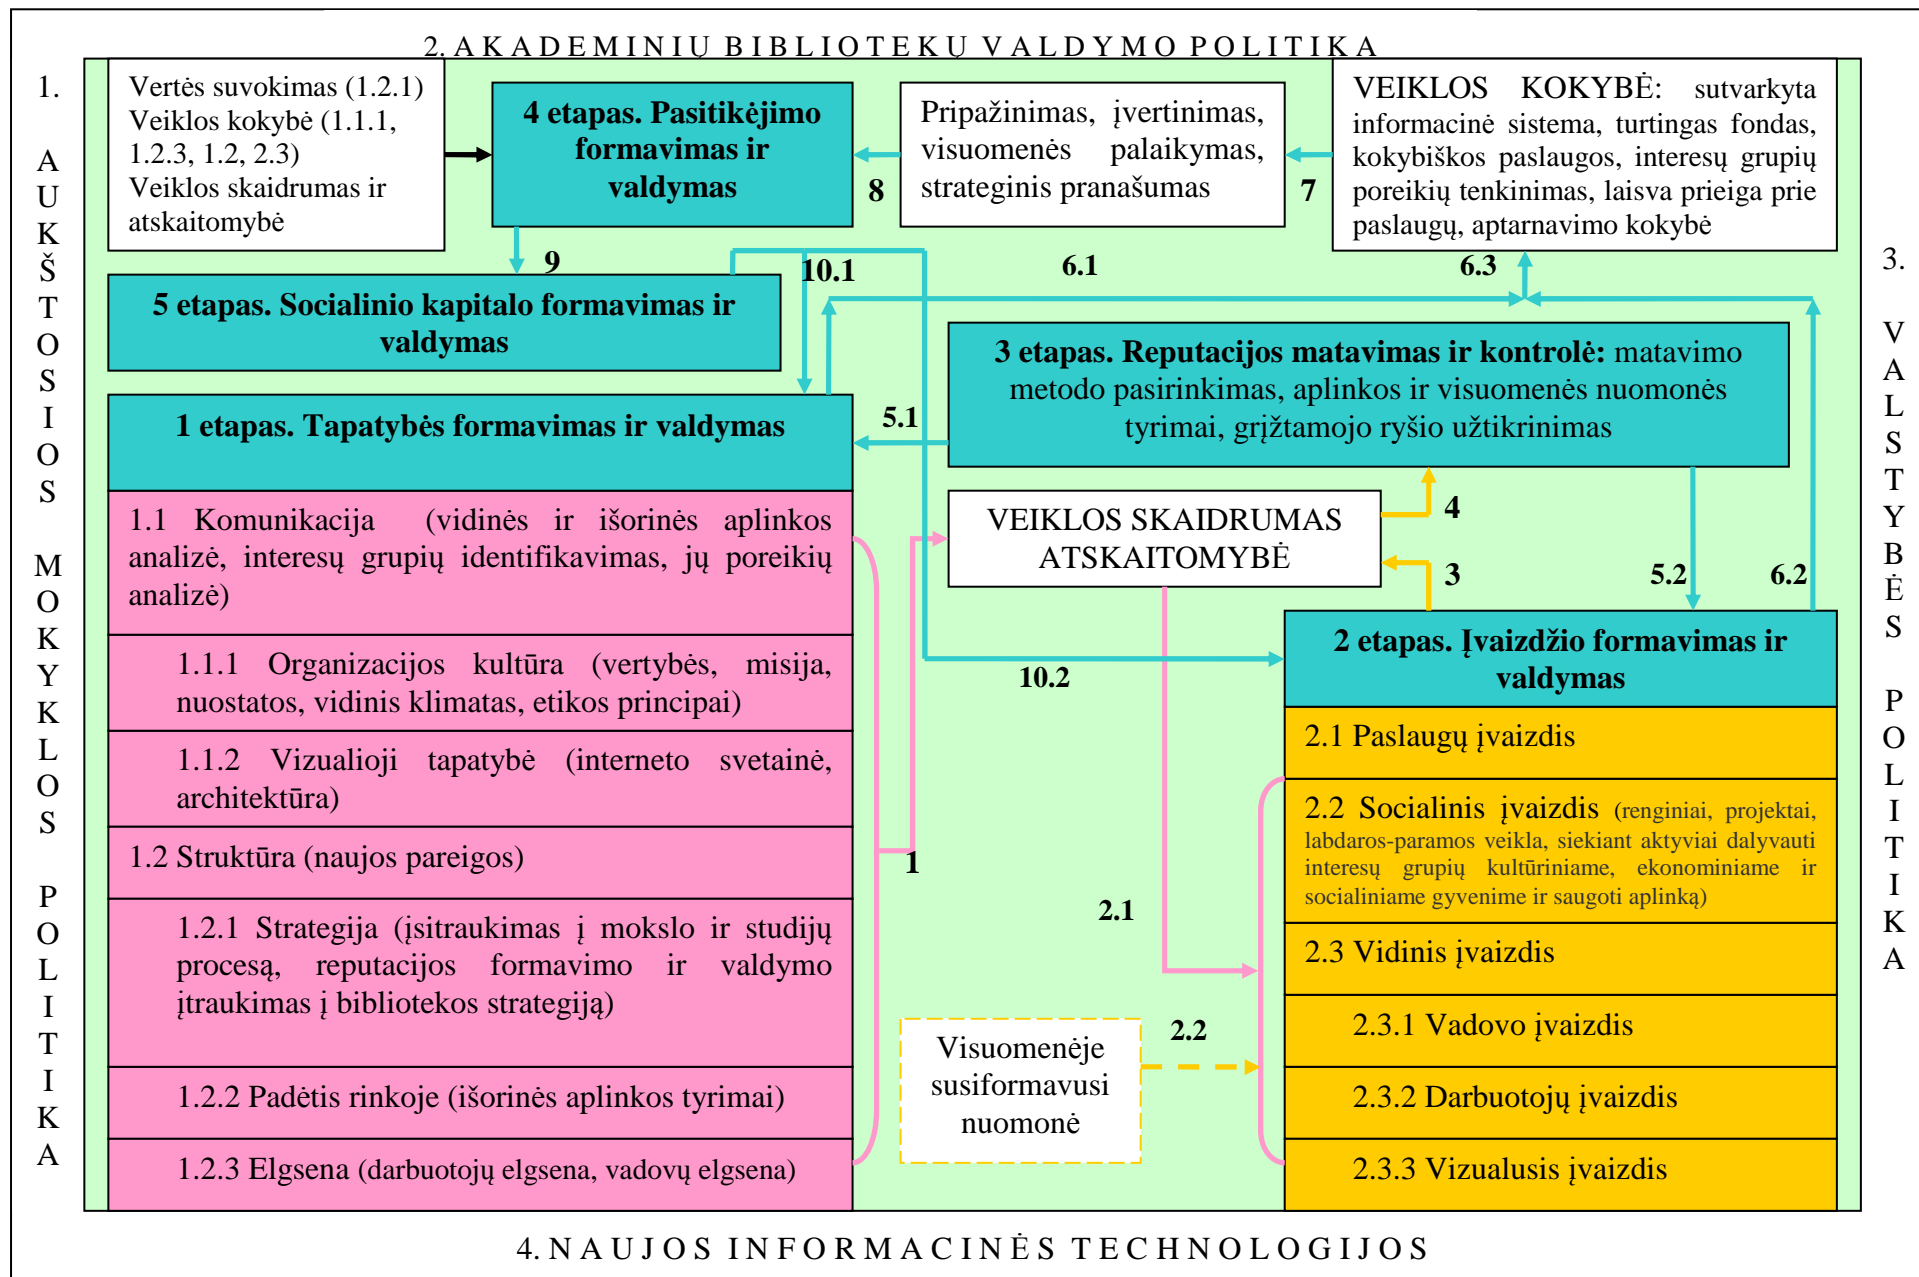 2. A K A D E M I N I Ų B I B L I O T E K Ų V A L D Y M O P O L I T I K A
1.
A U K Š T O S I O S M O K Y K L O S P O L I T I K A
Vertės suvokimas (1.2.1)
Veiklos kokybė (1.1.1,
1.2.3, 1.2, 2.3)
Veiklos skaidrumas ir
atskaitomybė
4 etapas. Pasitikėjimo
formavimas ir
valdymas
8
Pripažinimas, įvertinimas,
visuomenės palaikymas,
strateginis pranašumas
7
VEIKLOS KOKYBĖ: sutvarkyta
informacinė sistema, turtingas fondas,
kokybiškos paslaugos, interesų grupių
poreikių tenkinimas, laisva prieiga prie
paslaugų, aptarnavimo kokybė
3.
V A L S T Y B Ė S P O L I T I K A
9
10.1
6.1
6.3
5 etapas. Socialinio kapitalo formavimas ir
valdymas
3 etapas. Reputacijos matavimas ir kontrolė: matavimo
metodo pasirinkimas, aplinkos ir visuomenės nuomonės
tyrimai, grįžtamojo ryšio užtikrinimas
1 etapas. Tapatybės formavimas ir valdymas
5.1
1.1 Komunikacija (vidinės ir išorinės aplinkos
analizė, interesų grupių identifikavimas, jų poreikių
analizė)
1.1.1 Organizacijos kultūra (vertybės, misija,
nuostatos, vidinis klimatas, etikos principai)
1.1.2 Vizualioji tapatybė (interneto svetainė,
architektūra)
1.2 Struktūra (naujos pareigos)
1.2.1 Strategija (įsitraukimas į mokslo ir studijų
procesą, reputacijos formavimo ir valdymo
įtraukimas į bibliotekos strategiją)
1.2.2 Padėtis rinkoje (išorinės aplinkos tyrimai)
1.2.3 Elgsena (darbuotojų elgsena, vadovų elgsena)
1
VEIKLOS SKAIDRUMAS
ATSKAITOMYBĖ
4
3
5.2
6.2
10.2
2.1
2.2
Visuomenėje
susiformavusi
nuomonė
2 etapas. Įvaizdžio formavimas ir
valdymas
2.1 Paslaugų įvaizdis
2.2 Socialinis įvaizdis (renginiai, projektai,
labdaros-paramos veikla, siekiant aktyviai dalyvauti
interesų grupių kultūriniame, ekonominiame ir
socialiniame gyvenime ir saugoti aplinką)
2.3 Vidinis įvaizdis
2.3.1 Vadovo įvaizdis
2.3.2 Darbuotojų įvaizdis
2.3.3 Vizualusis įvaizdis
4. N A U J O S I N F O R M A C I N Ė S T E C H N O L O G I J O S